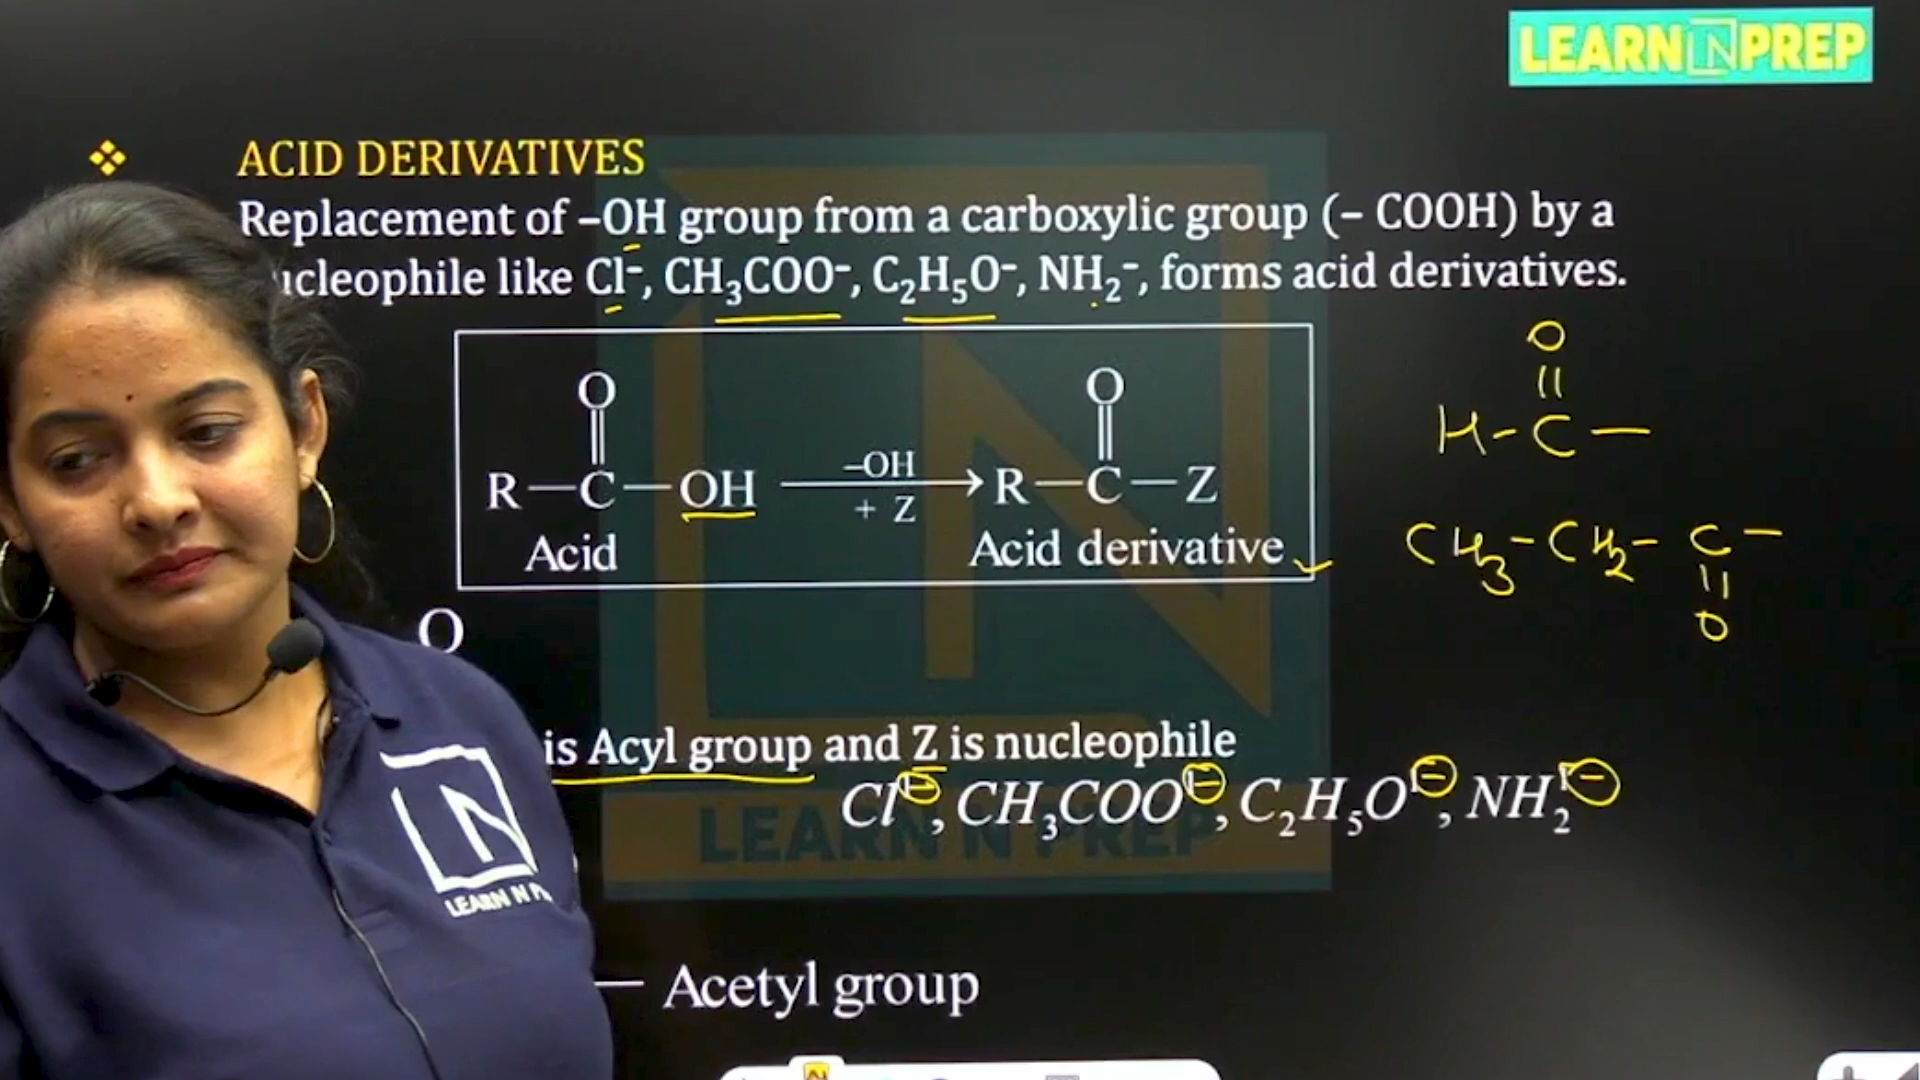 LEARN N PREP
❖ ACID DERIVATIVES
Replacement of –OH group from a carboxylic group (– COOH) by a
ucleophile like Cl⁻, CH₃COO⁻, C₂H₅O⁻, NH₂⁻, forms acid derivatives.
O
O
O
||
H-C-
R—C—OH
–OH
+ Z
R—C—Z
Acid
Acid derivative
CH₃-CH₂-C-
||
O
O
is Acyl group and Z is nucleophile
Cl⁻, CH₃COO⁻, C₂H₅O⁻, NH₂⁻
LEARN N PREP
LEARN N P
— Acetyl group